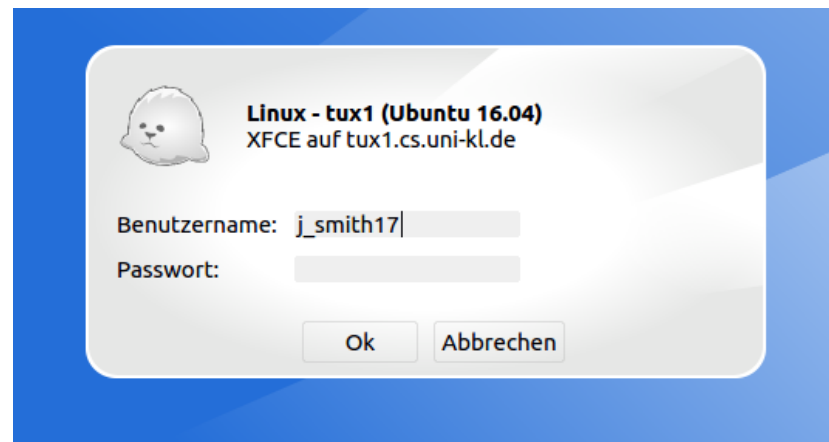 Linux - tux1 (Ubuntu 16.04)
XFCE auf tux1.cs.uni-kl.de
Benutzername: j_smith17
Passwort:
Ok Abbrechen